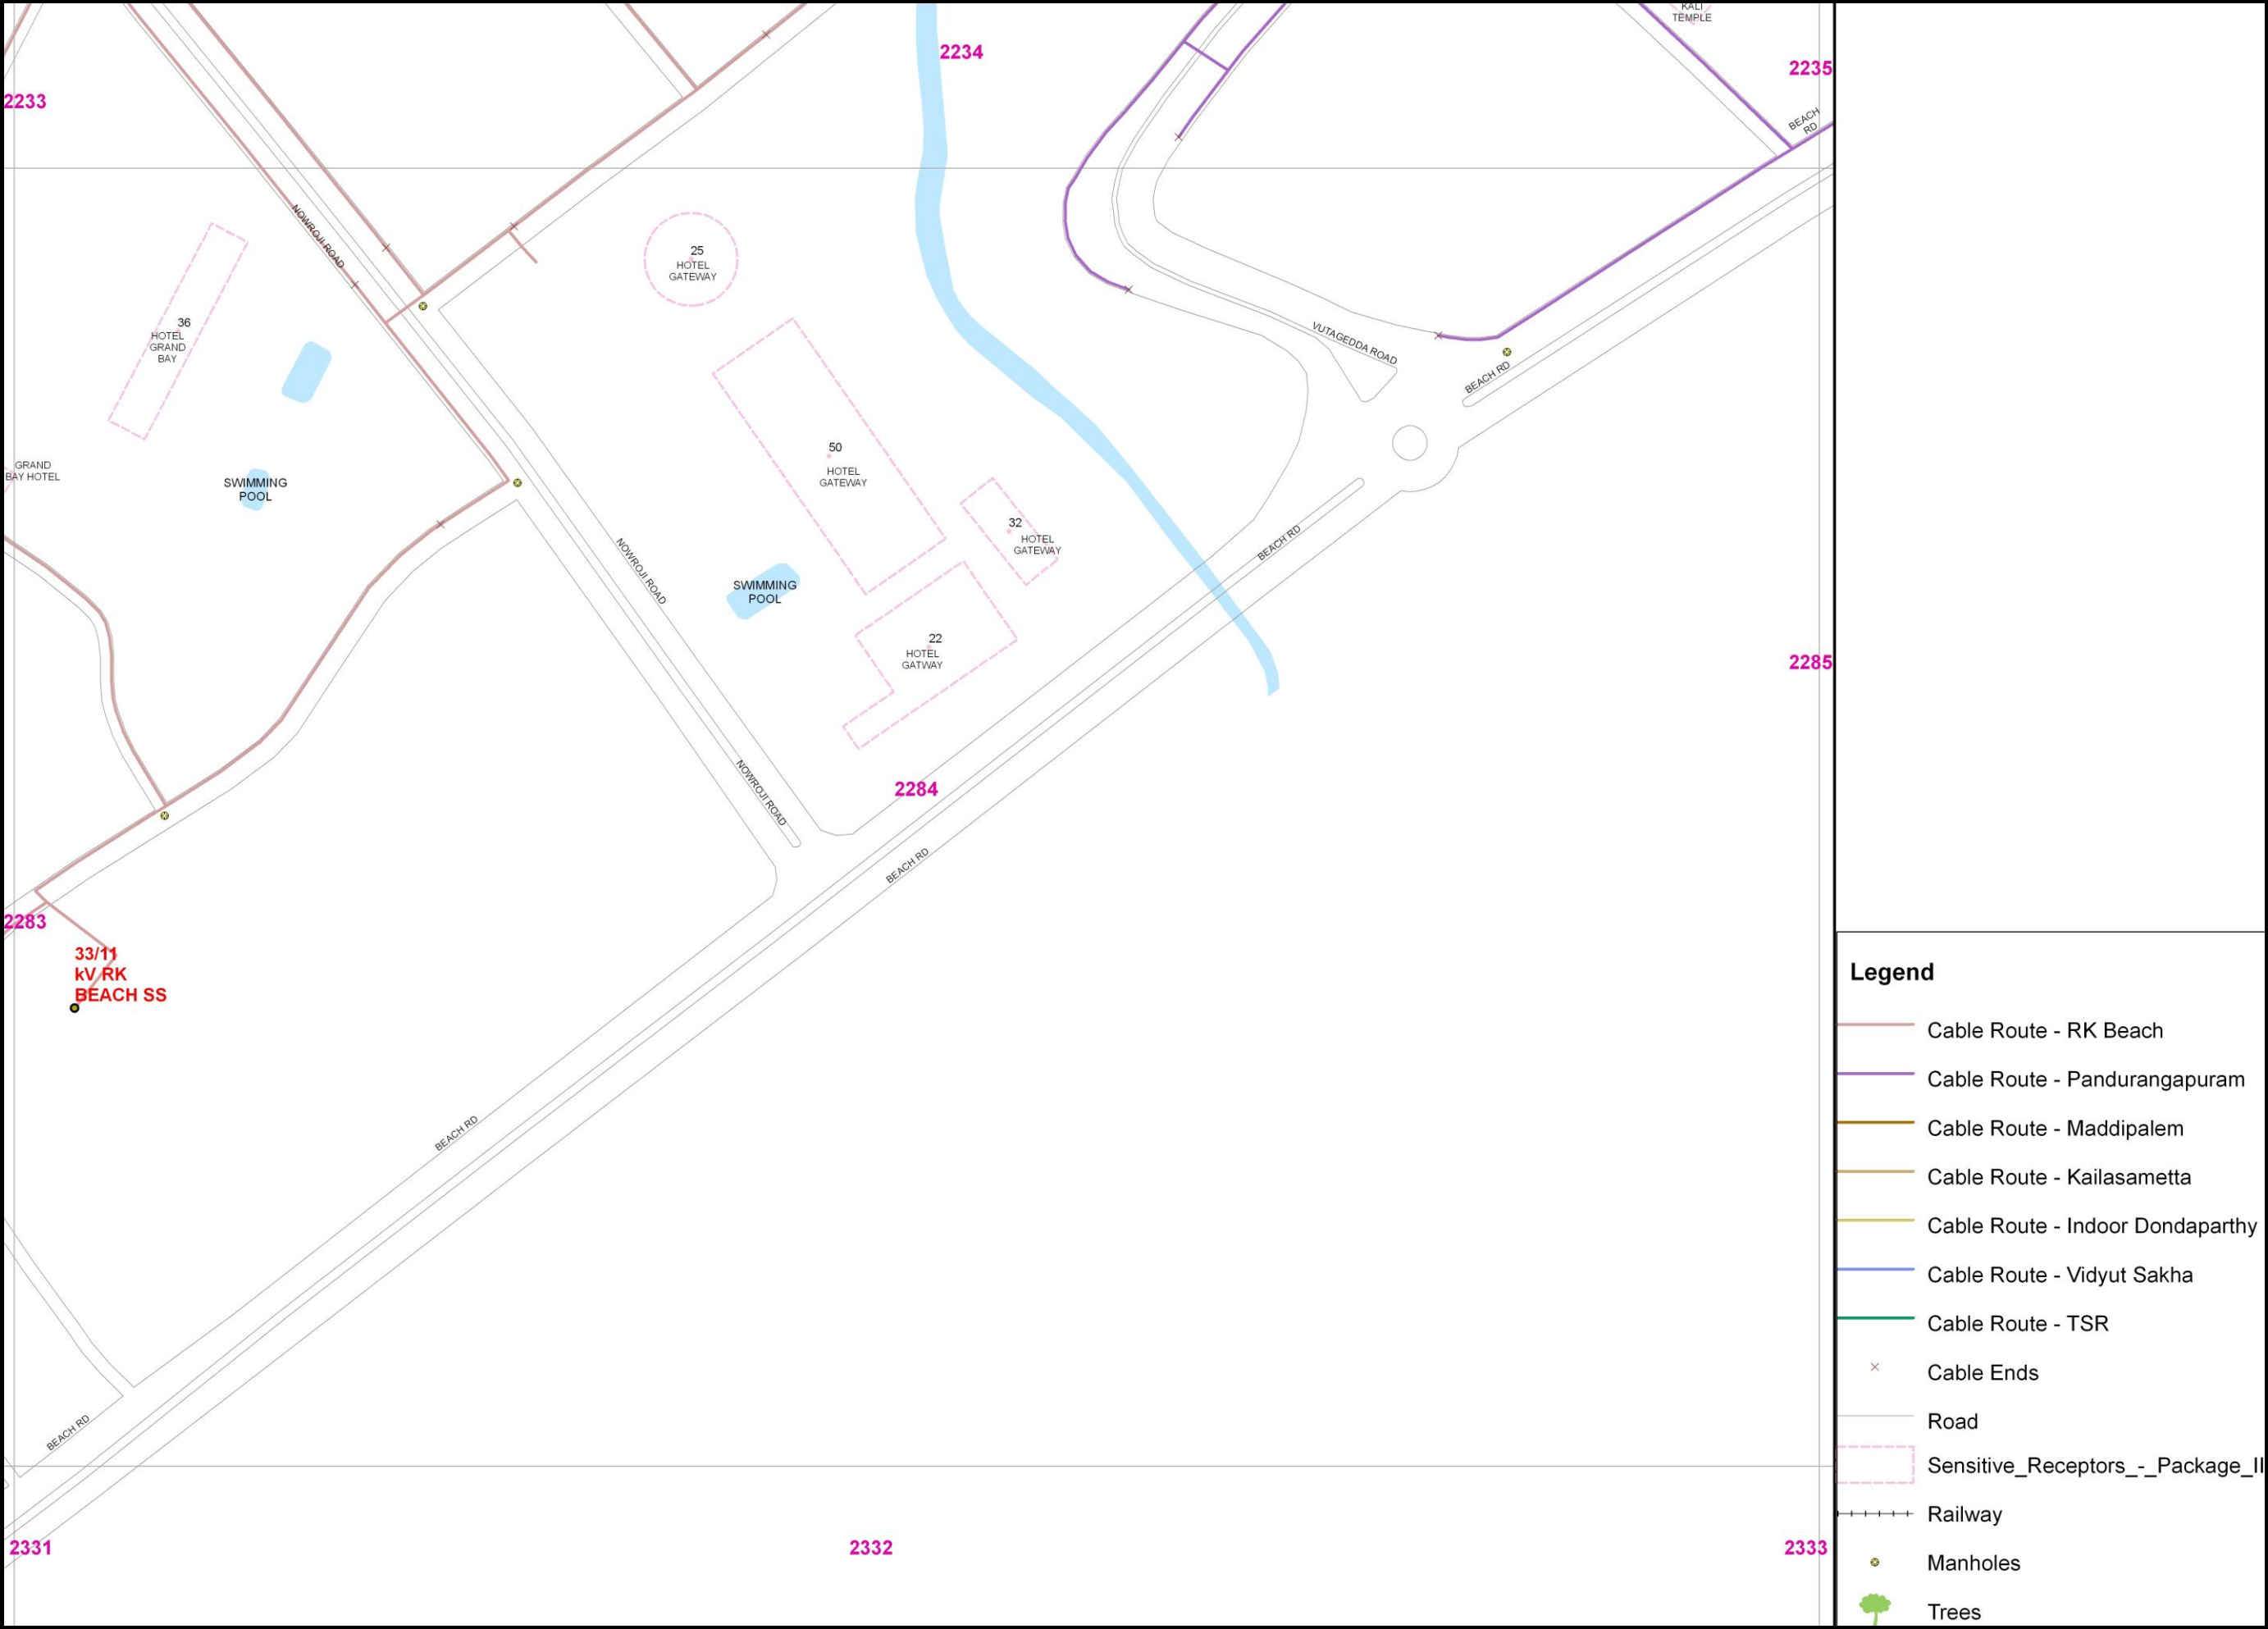 KALI
TEMPLE
2234
2235
2233
BEACH
RD
NOWROJI ROAD
25
HOTEL
GATEWAY
36
HOTEL
GRAND
BAY
VUTAGEDDA ROAD
BEACH RD
50
HOTEL
GATEWAY
GRAND
BAY HOTEL
SWIMMING
POOL
32
HOTEL
GATEWAY
BEACH RD
NOWROJI ROAD
SWIMMING
POOL
22
HOTEL
GATWAY
2285
NOWROJI ROAD
2284
BEACH RD
2283
33/11
kV RK
BEACH SS
BEACH RD
BEACH RD
2331
2332
2333
Legend
Cable Route - RK Beach
Cable Route - Pandurangapuram
Cable Route - Maddipalem
Cable Route - Kailasametta
Cable Route - Indoor Dondaparthy
Cable Route - Vidyut Sakha
Cable Route - TSR
Cable Ends
Road
Sensitive_Receptors_-_Package_II
Railway
Manholes
Trees